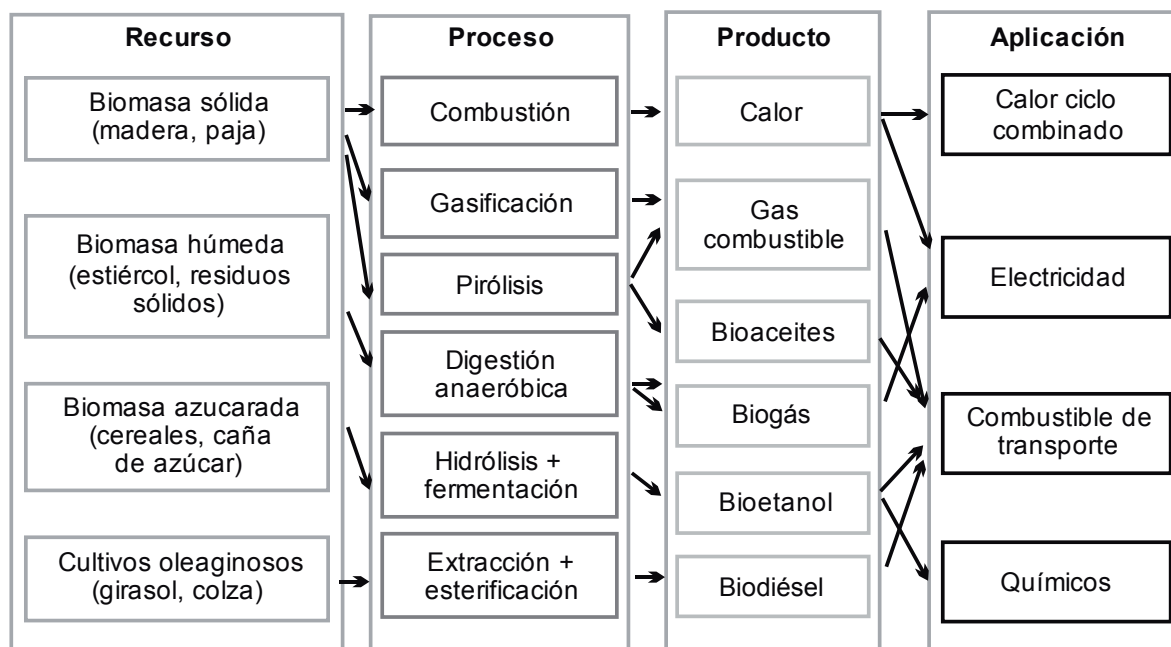 Recurso
Biomasa sólida
(madera, paja)
Biomasa húmeda
(estiércol, residuos
sólidos)
Biomasa azucarada
(cereales, caña
de azúcar)
Cultivos oleaginosos
(girasol, colza)
Proceso
Combustión
Gasificación
Pirólisis
Digestión
anaeróbica
Hidrólisis +
fermentación
Extracción +
esterificación
Producto
Calor
Gas
combustible
Bioaceites
Biogás
Bioetanol
Biodiésel
Aplicación
Calor ciclo
combinado
Electricidad
Combustible de
transporte
Químicos